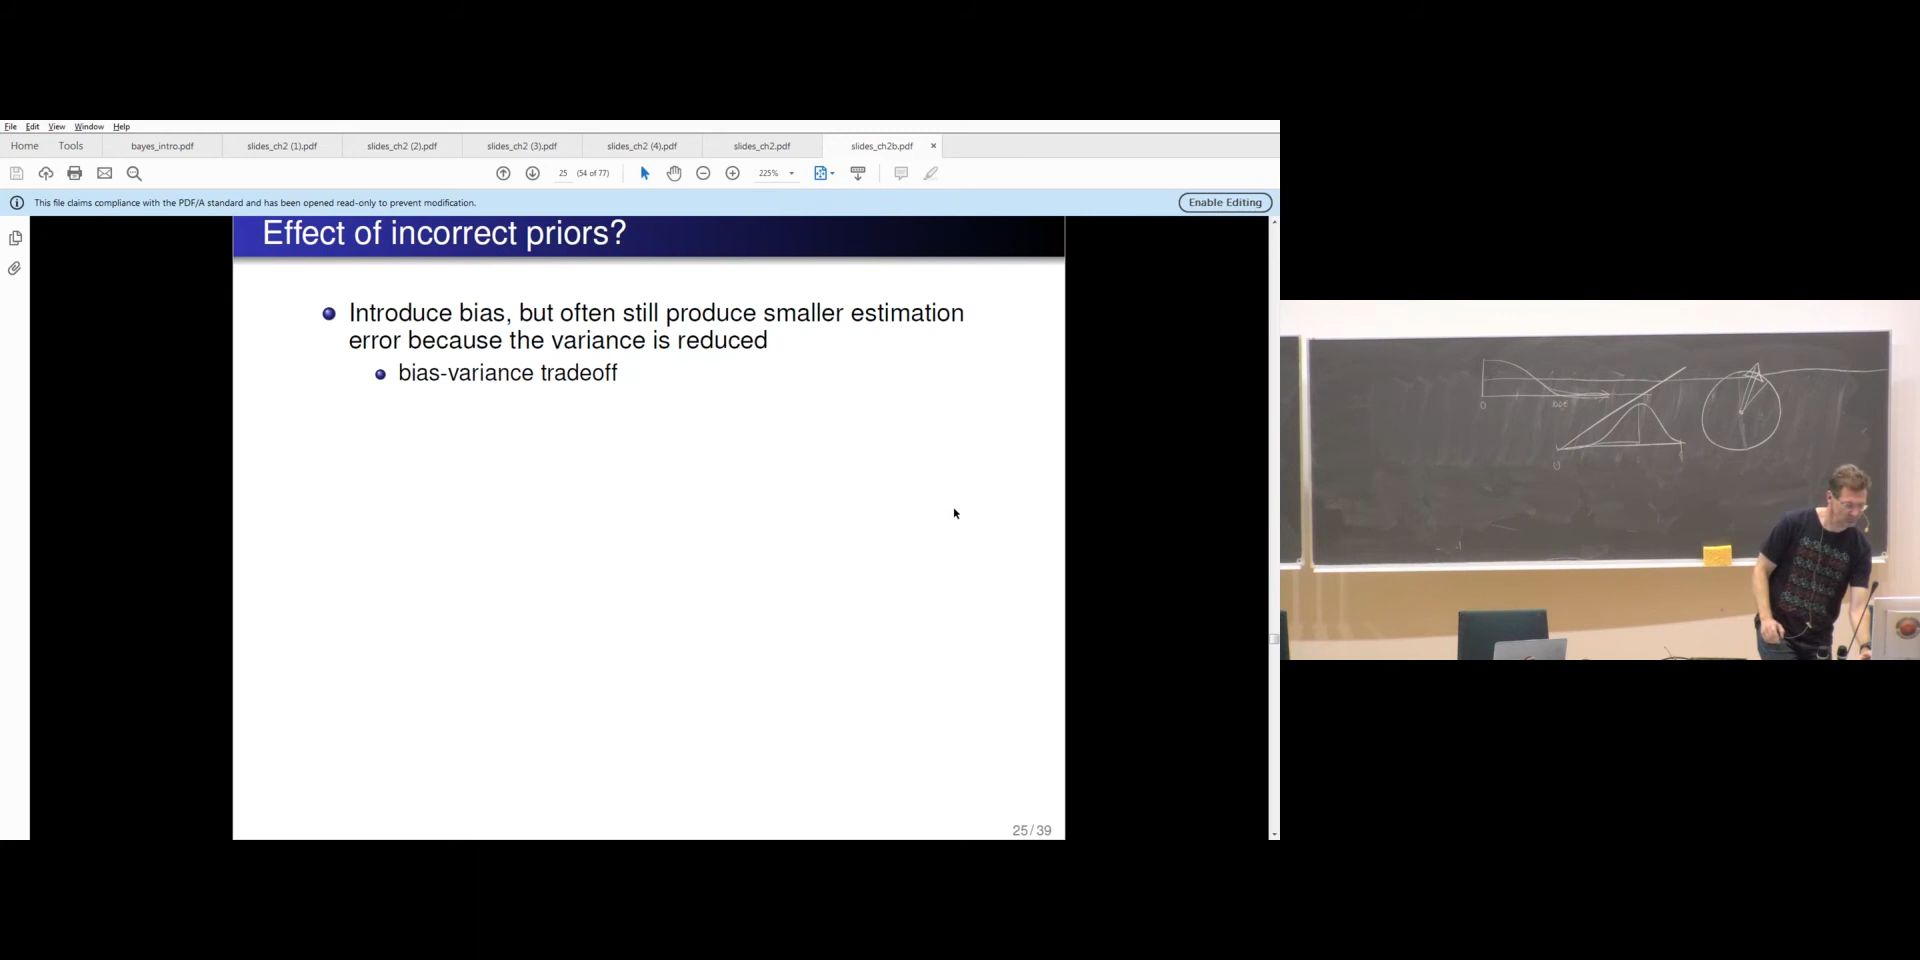 File Edit View Window Help
Home Tools bayes_intro.pdf slides_ch2 (1).pdf slides_ch2 (2).pdf slides_ch2 (3).pdf slides_ch2 (4).pdf slides_ch2.pdf slides_ch2b.pdf ×
25 (54 of 77) 225%
This file claims compliance with the PDF/A standard and has been opened read-only to prevent modification. Enable Editing
Effect of incorrect priors?
Introduce bias, but often still produce smaller estimation
error because the variance is reduced
bias-variance tradeoff
25/39
0
0